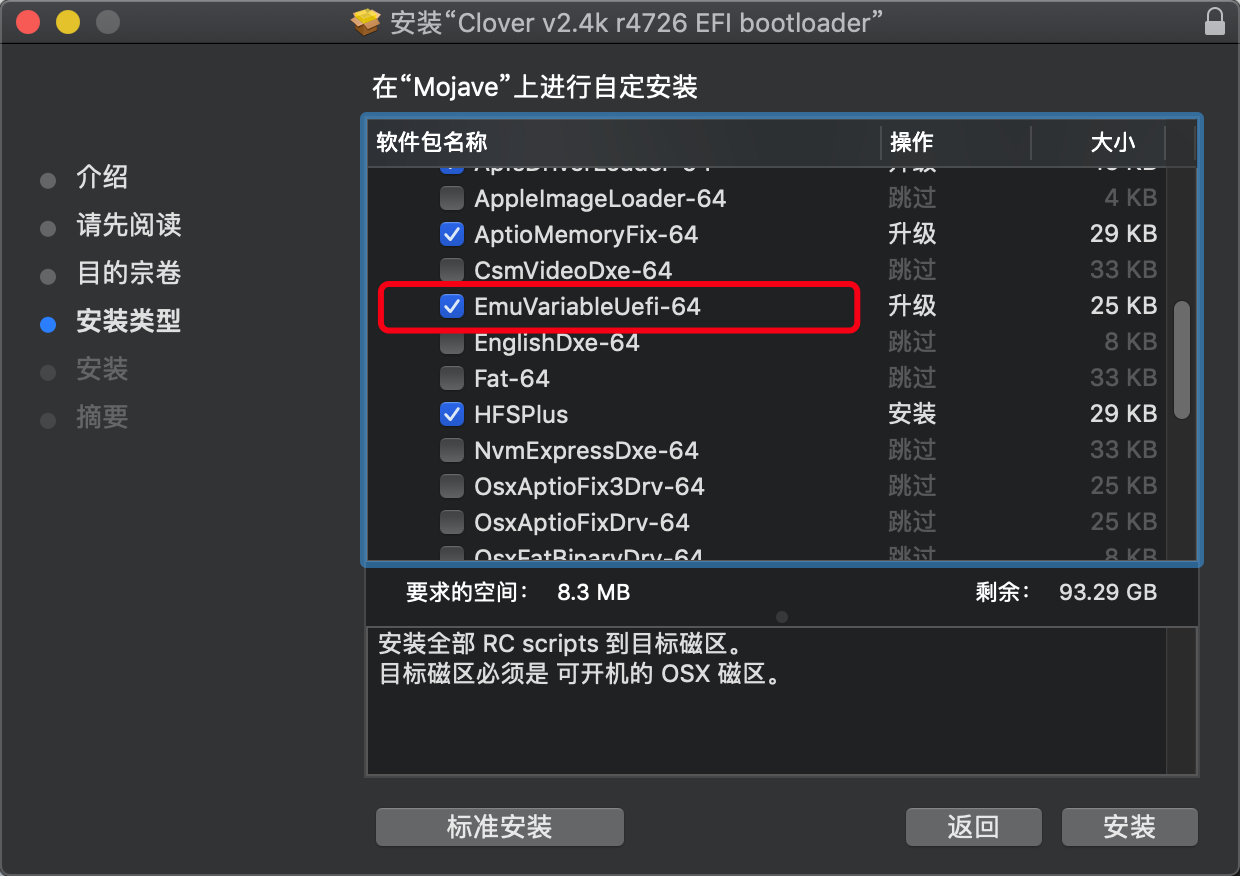 安装“Clover v2.4k r4726 EFI bootloader”
在“Mojave”上进行自定安装
介绍
请先阅读
目的宗卷
安装类型
安装
摘要
软件包名称 操作 大小
AppleImageLoader-64 跳过 4 KB
AptioMemoryFix-64 升级 29 KB
CsmVideoDxe-64 跳过 33 KB
EmuVariableUefi-64 升级 25 KB
EnglishDxe-64 跳过 8 KB
Fat-64 跳过 33 KB
HFSPlus 安装 29 KB
NvmExpressDxe-64 跳过 33 KB
OsxAptioFix3Drv-64 跳过 25 KB
OsxAptioFixDrv-64 跳过 25 KB
OsxFatBinaryDrv-64 跳过 8 KB
要求的空间： 8.3 MB 剩余： 93.29 GB
安装全部 RC scripts 到目标磁区。
目标磁区必须是 可开机的 OSX 磁区。
标准安装 返回 安装